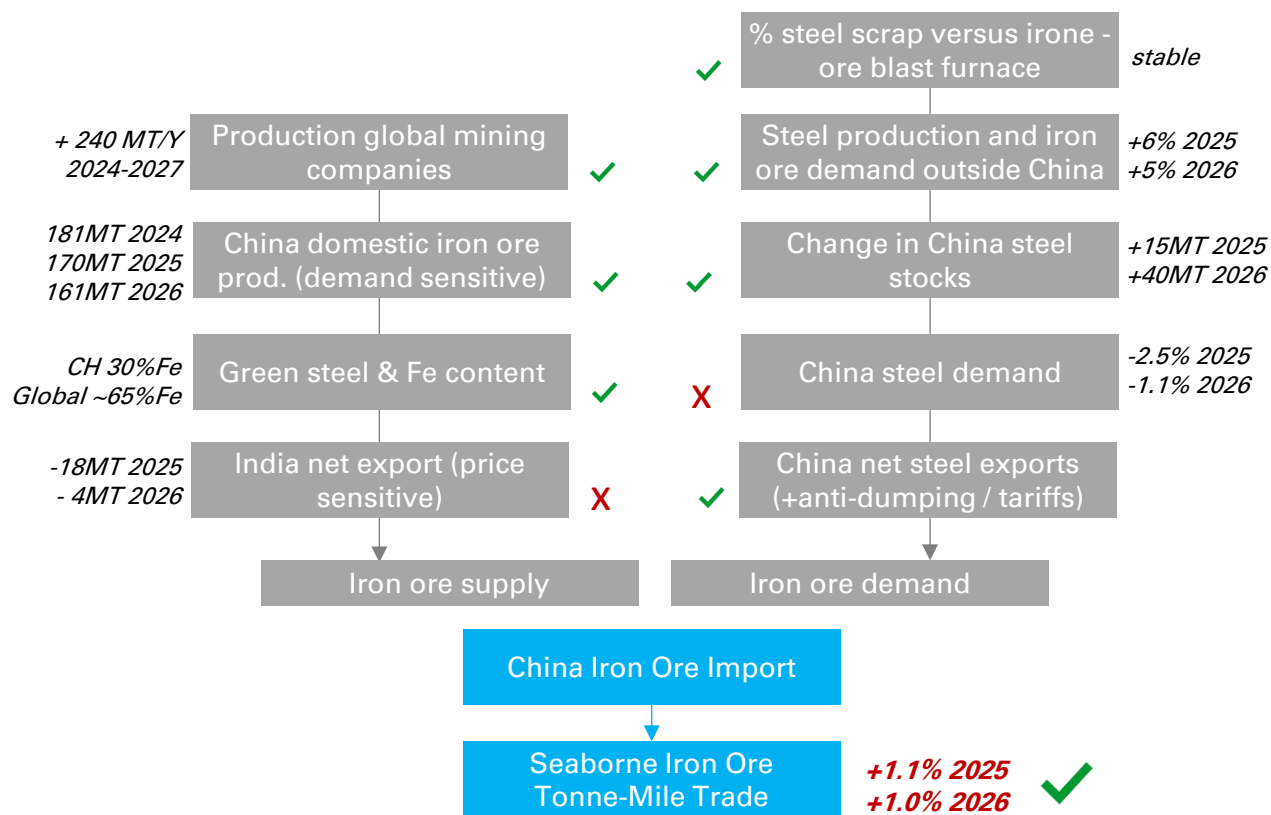 % steel scrap versus irone -
ore blast furnace
stable
+ 240 MT/Y
2024-2027
Production global mining
companies
Steel production and iron
ore demand outside China
+6% 2025
+5% 2026
181MT 2024
170MT 2025
161MT 2026
China domestic iron ore
prod. (demand sensitive)
Change in China steel
stocks
+15MT 2025
+40MT 2026
CH 30%Fe
Global ~65%Fe
Green steel & Fe content
X
China steel demand
-2.5% 2025
-1.1% 2026
-18MT 2025
- 4MT 2026
India net export (price
sensitive)
X
China net steel exports
(+anti-dumping / tariffs)
Iron ore supply
Iron ore demand
China Iron Ore Import
Seaborne Iron Ore
Tonne-Mile Trade
+1.1% 2025
+1.0% 2026